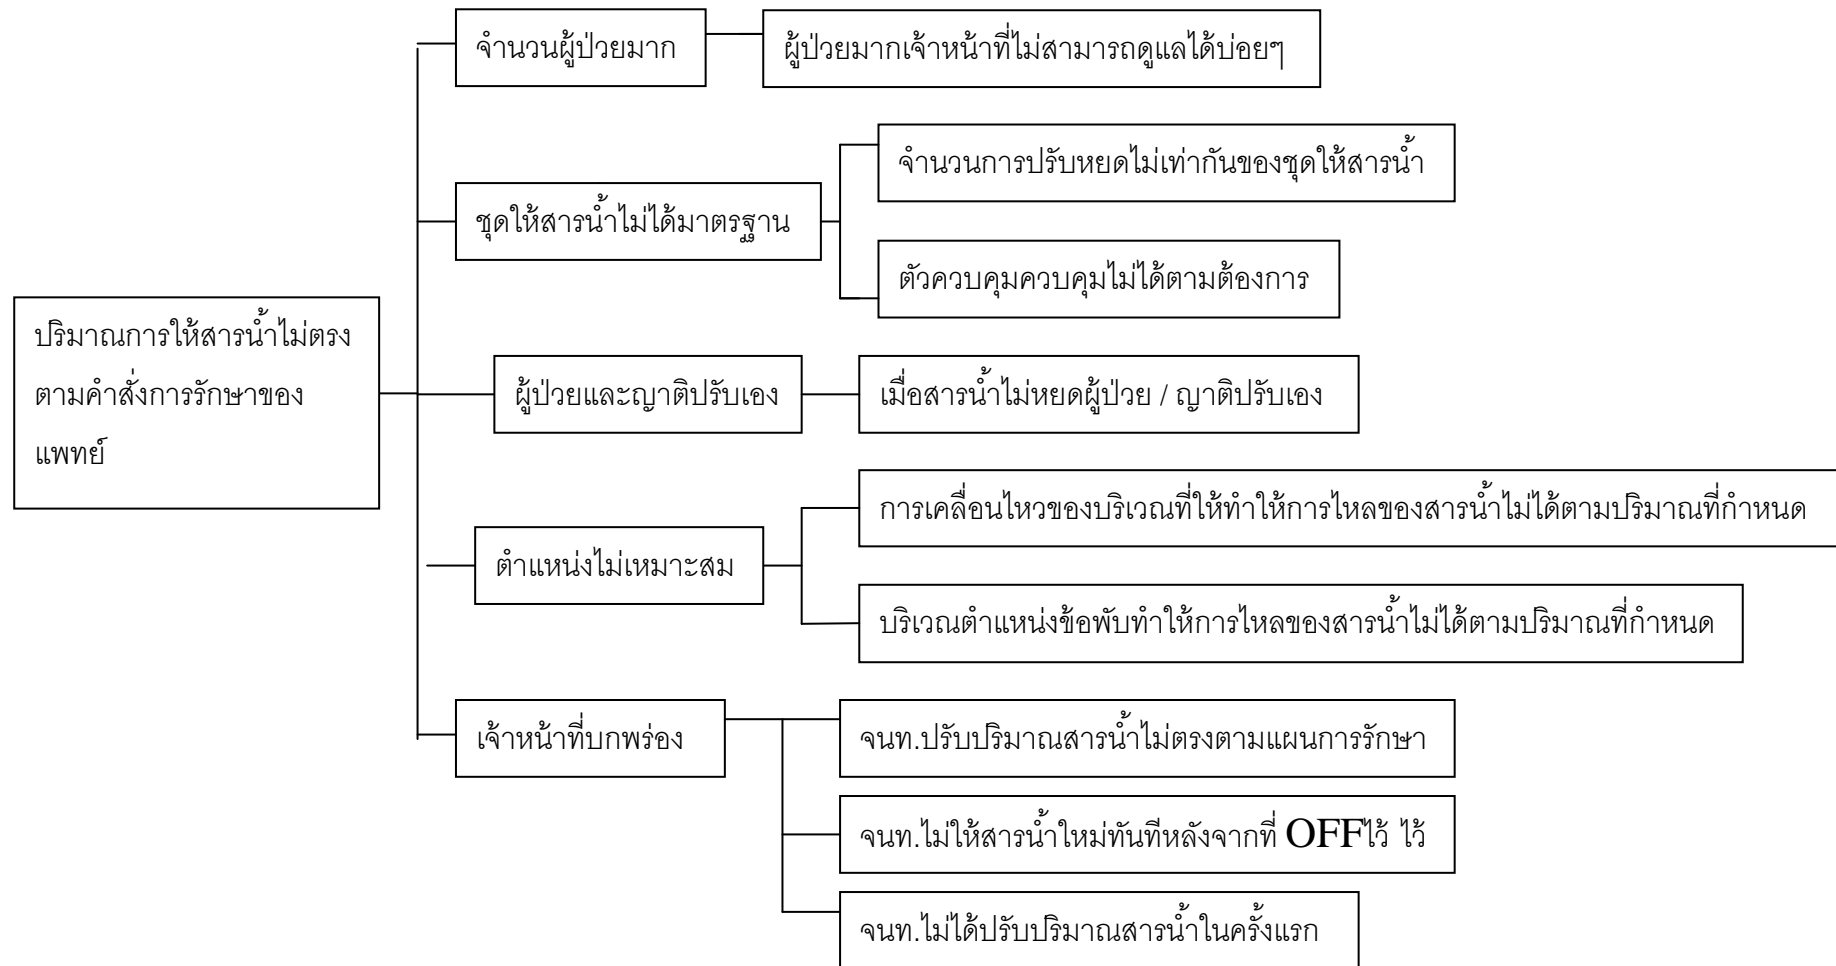 จำนวนผู้ป่วยมาก
ผู้ป่วยมากเจ้าหน้าที่ไม่สามารถดูแลได้บ่อยๆ
ชุดให้สารน้ำไม่ได้มาตรฐาน
จำนวนการปรับหยดไม่เท่ากันของชุดให้สารน้ำ
ตัวควบคุมควบคุมไม่ได้ตามต้องการ
ปริมาณการให้สารน้ำไม่ตรง
ตามคำสั่งการรักษาของ
แพทย์
ผู้ป่วยและญาติปรับเอง
เมื่อสารน้ำไม่หยดผู้ป่วย / ญาติปรับเอง
ตำแหน่งไม่เหมาะสม
การเคลื่อนไหวของบริเวณที่ให้ทำให้การไหลของสารน้ำไม่ได้ตามปริมาณที่กำหนด
บริเวณตำแหน่งข้อพับทำให้การไหลของสารน้ำไม่ได้ตามปริมาณที่กำหนด
เจ้าหน้าที่บกพร่อง
จนท.ปรับปริมาณสารน้ำไม่ตรงตามแผนการรักษา
จนท.ไม่ให้สารน้ำใหม่ทันทีหลังจากที่ OFFไว้ ไว้
จนท.ไม่ได้ปรับปริมาณสารน้ำในครั้งแรก